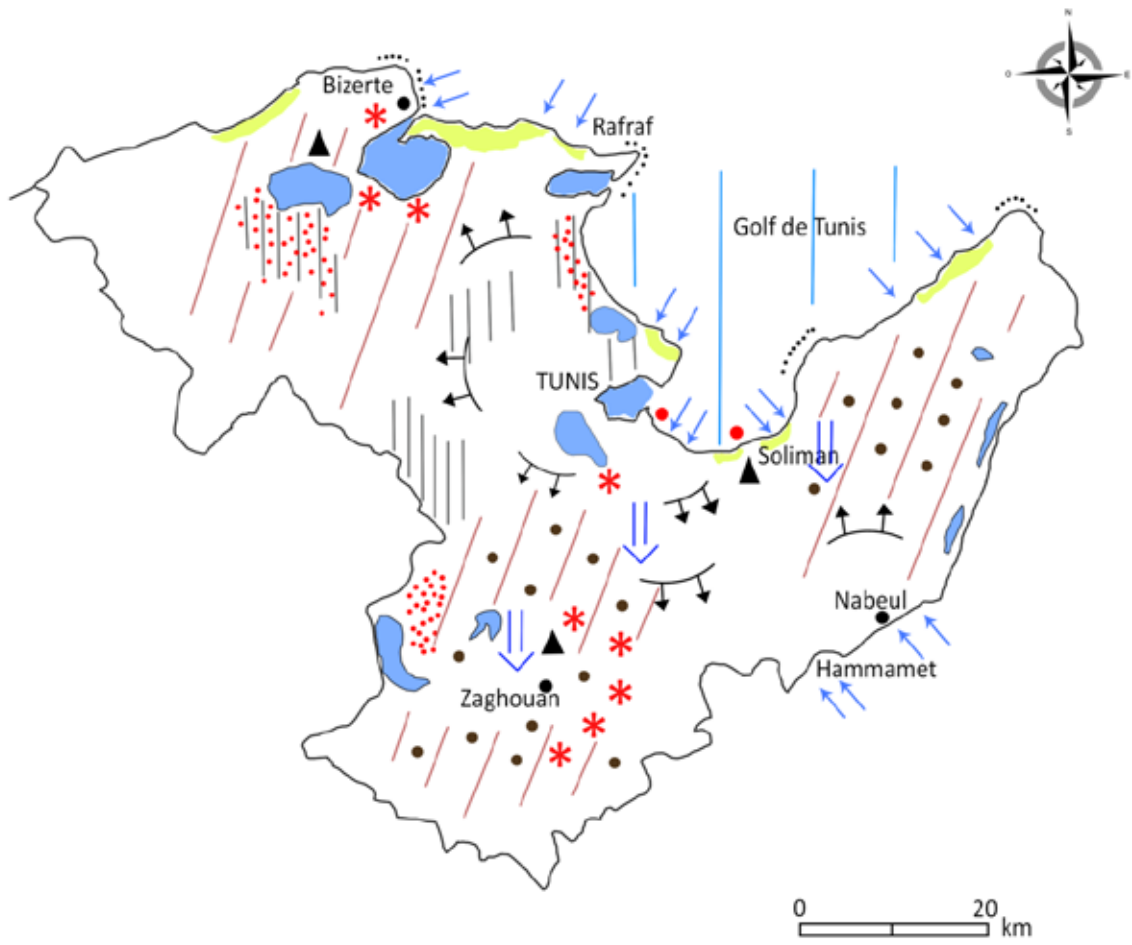 N
O
E
S
Bizerte
Rafraf
Golf de Tunis
TUNIS
Soliman
Nabeul
Hammamet
Zaghouan
0 20
km